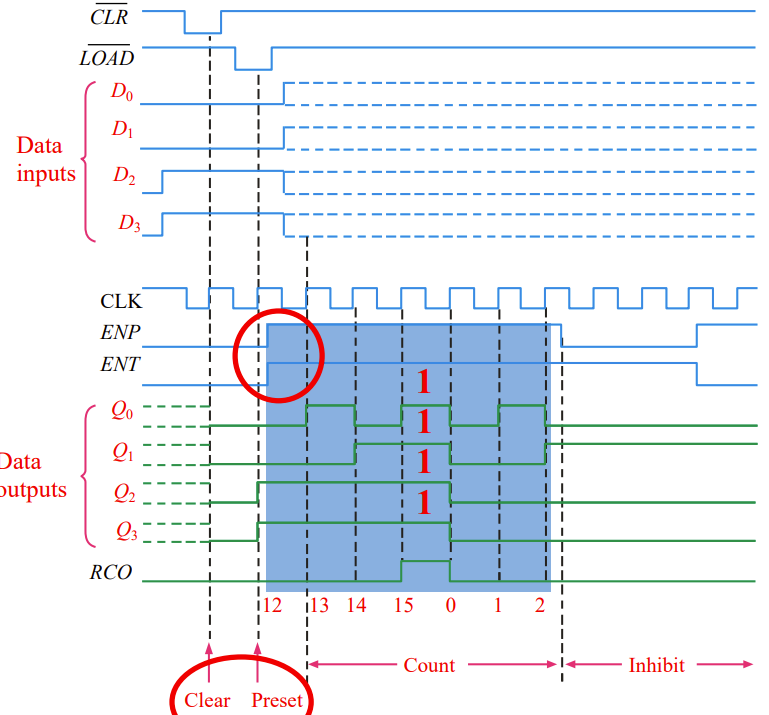 CLR
LOAD
D0
D1
Data
inputs
D2
D3
CLK
ENP
ENT
1
Q0
1
Q1
1
Data
outputs
Q2
1
Q3
RCO
12 13 14 15 0 1 2
Count
Inhibit
Clear Preset